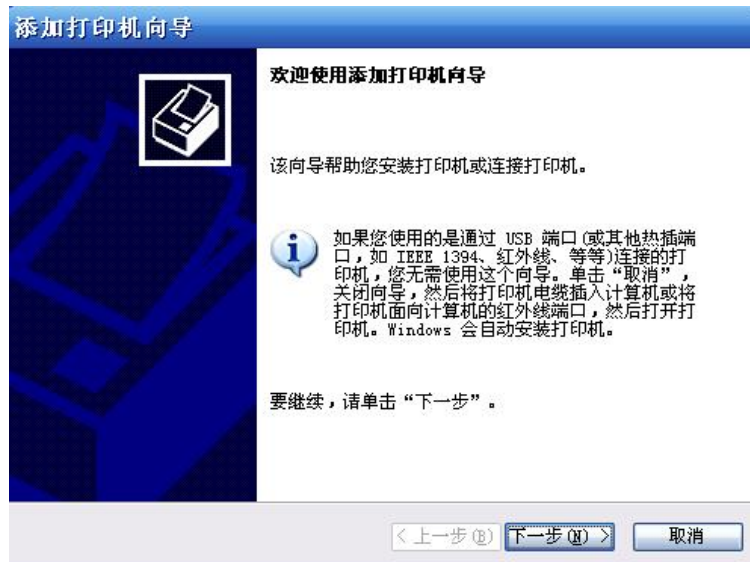 添加打印机向导
欢迎使用添加打印机向导
该向导帮助您安装打印机或连接打印机。
如果您使用的是通过 USB 端口(或其他热插端
口，如 IEEE 1394、红外线、等等)连接的打
印机，您无需使用这个向导。单击“取消”，
关闭向导，然后将打印机电缆插入计算机或将
打印机面向计算机的红外线端口，然后打开打
印机。Windows 会自动安装打印机。
要继续，请单击“下一步”。
< 上一步(B) 下一步(N) > 取消